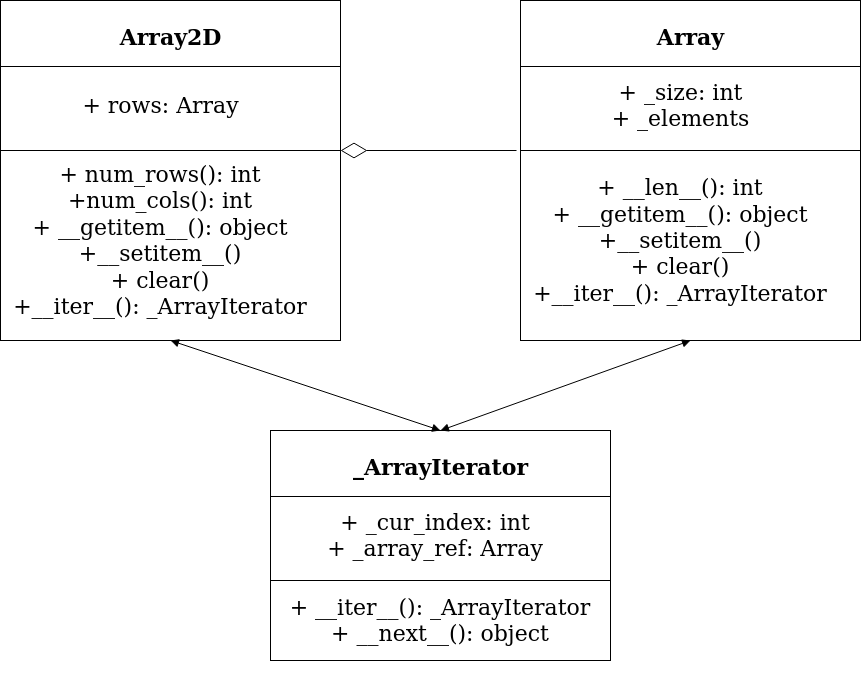 Array2D
+ rows: Array
+ num_rows(): int
+num_cols(): int
+ __getitem__(): object
+__setitem__()
+ clear()
+__iter__(): _ArrayIterator
Array
+ _size: int
+ _elements
+ __len__(): int
+ __getitem__(): object
+__setitem__()
+ clear()
+__iter__(): _ArrayIterator
_ArrayIterator
+ _cur_index: int
+ _array_ref: Array
+ __iter__(): _ArrayIterator
+ __next__(): object